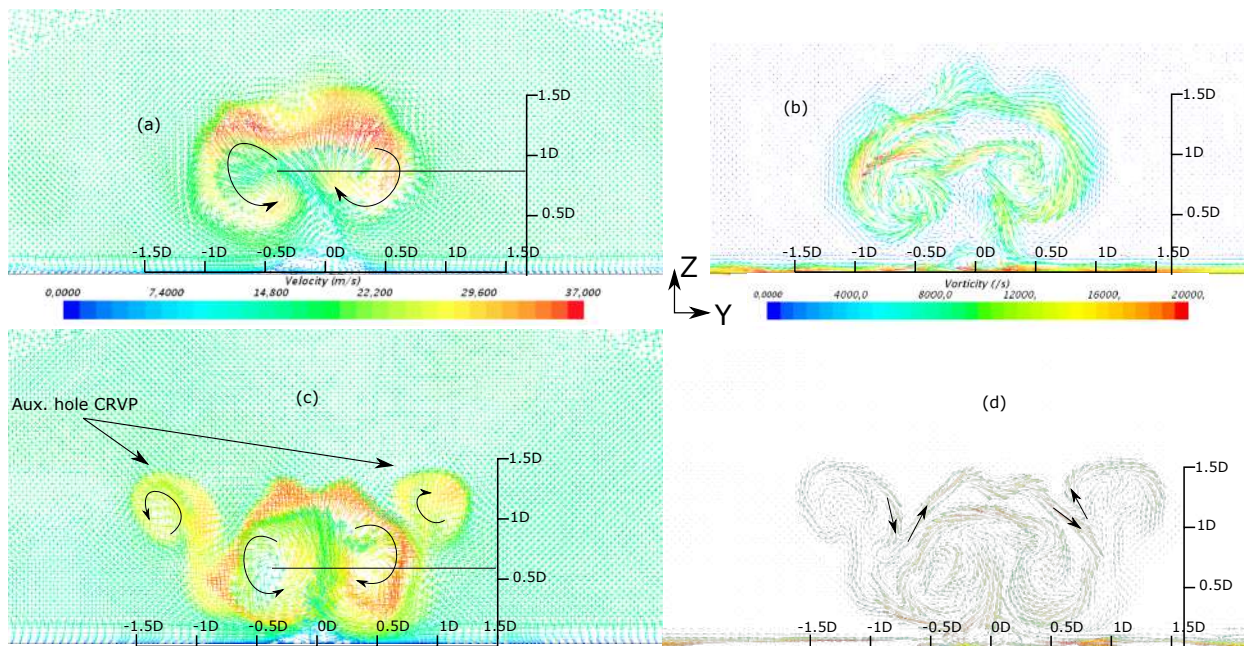 (a)
1.5D
1D
0.5D
-1.5D -1D -0.5D 0D 0.5D 1D 1.5D
Velocity (m/s)
0,0000 7,4000 14,800 22,200 29,600 37,000
(b)
1.5D
1D
0.5D
-1.5D -1D -0.5D 0D 0.5D 1D 1.5D
Vorticity (/s)
0,0000 4000,0 8000,0 12000, 16000, 20000,
Z
Y
(c)
Aux. hole CRVP
1.5D
1D
0.5D
-1.5D -1D -0.5D 0D 0.5D 1D 1.5D
(d)
1.5D
1D
0.5D
-1.5D -1D -0.5D 0D 0.5D 1D 1.5D